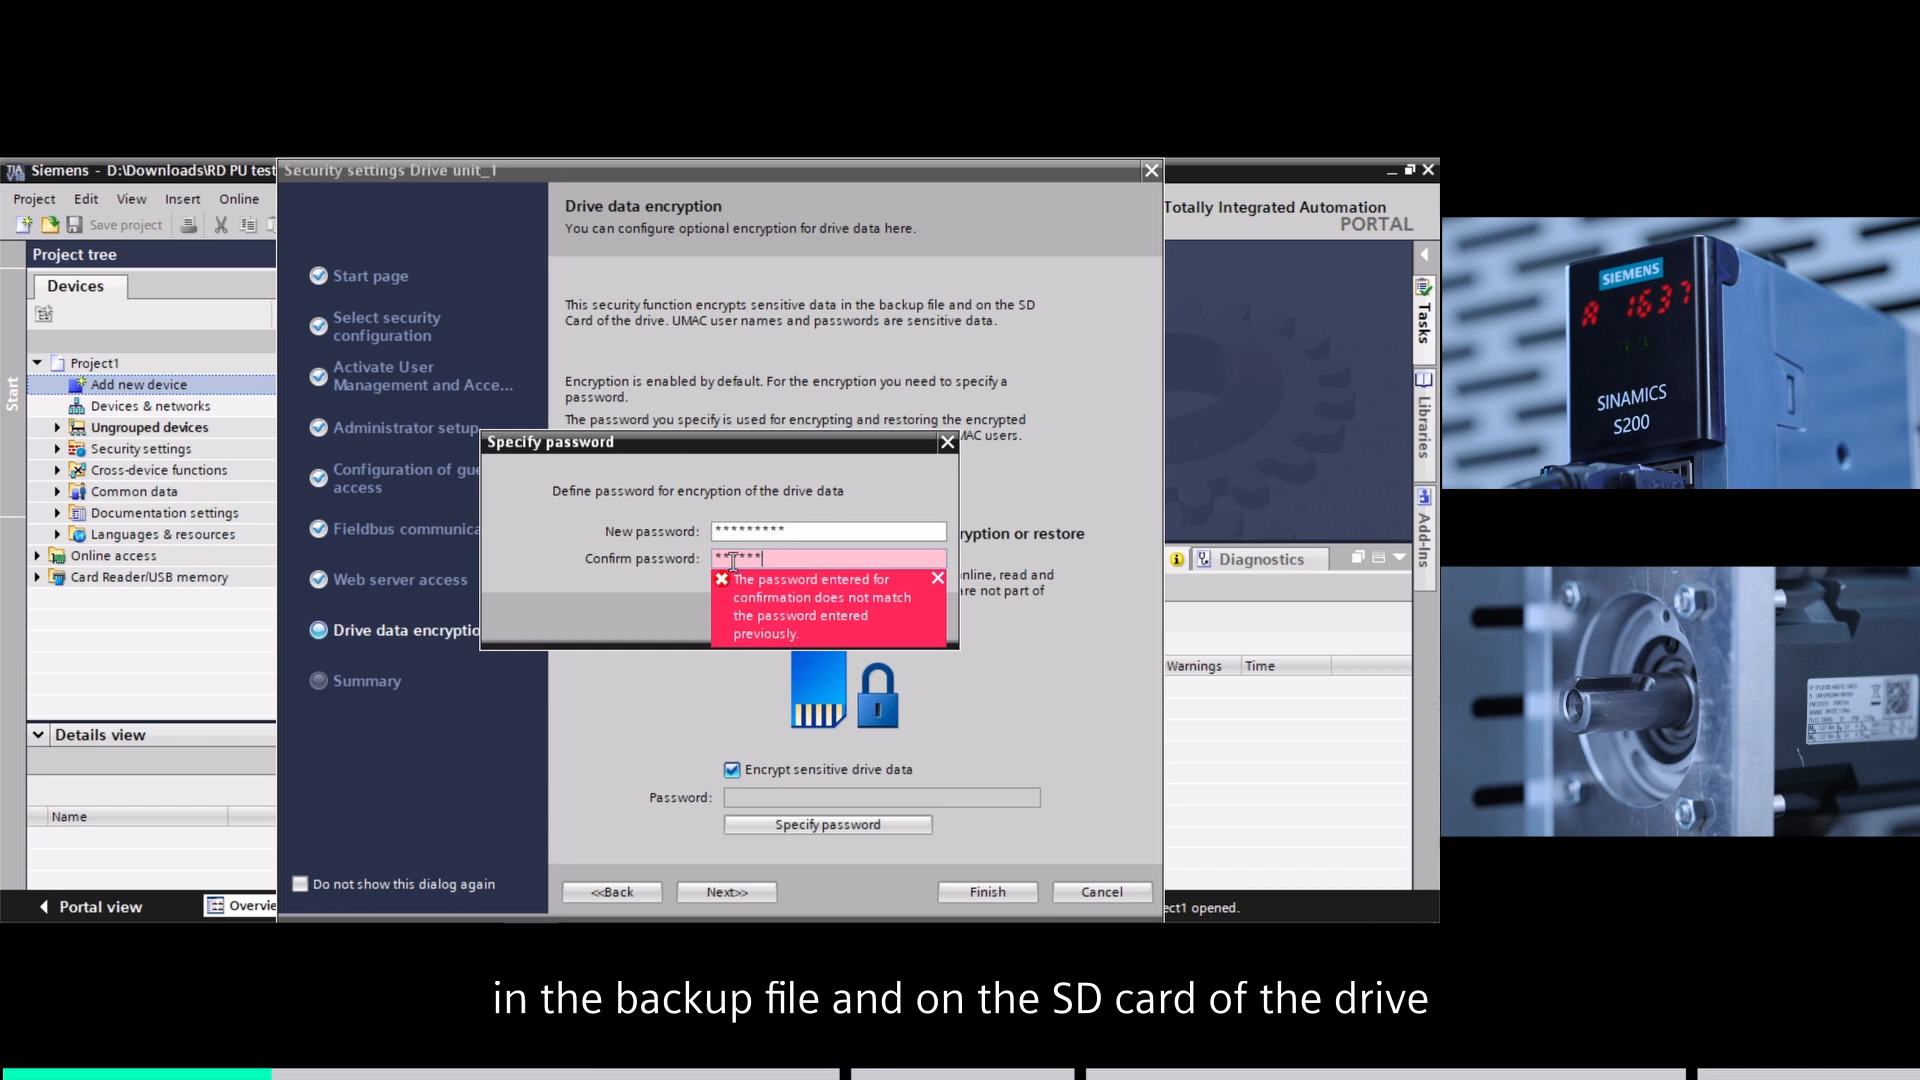 Siemens - D:\Downloads\RD PU test
Project Edit View Insert Online
Save project
Project tree
Devices
Start
Project1
Add new device
Devices & networks
Ungrouped devices
Security settings
Cross-device functions
Common data
Documentation settings
Languages & resources
Online access
Card Reader/USB memory
Details view
Name
Portal view
Overvie
Security settings Drive unit_1
Start page
Select security
configuration
Activate User
Management and Acce...
Administrator setup
Configuration of gue
access
Fieldbus communica
Web server access
Drive data encryptio
Summary
Do not show this dialog again
Drive data encryption
You can configure optional encryption for drive data here.
This security function encrypts sensitive data in the backup file and on the SD
Card of the drive. UMAC user names and passwords are sensitive data.
Encryption is enabled by default. For the encryption you need to specify a
password.
The password you specify is used for encrypting and restoring the encrypted
MAC users.
ryption or restore
nline, read and
are not part of
Specify password
Define password for encryption of the drive data
New password: *********
Confirm password:
The password entered for
confirmation does not match
the password entered
previously.
Encrypt sensitive drive data
Password:
Specify password
<<Back Next>> Finish Cancel
Totally Integrated Automation
PORTAL
Tasks
Libraries
Add-Ins
Diagnostics
Warnings Time
ect1 opened.
SIEMENS
A 1637
SINAMICS
S200
in the backup file and on the SD card of the drive